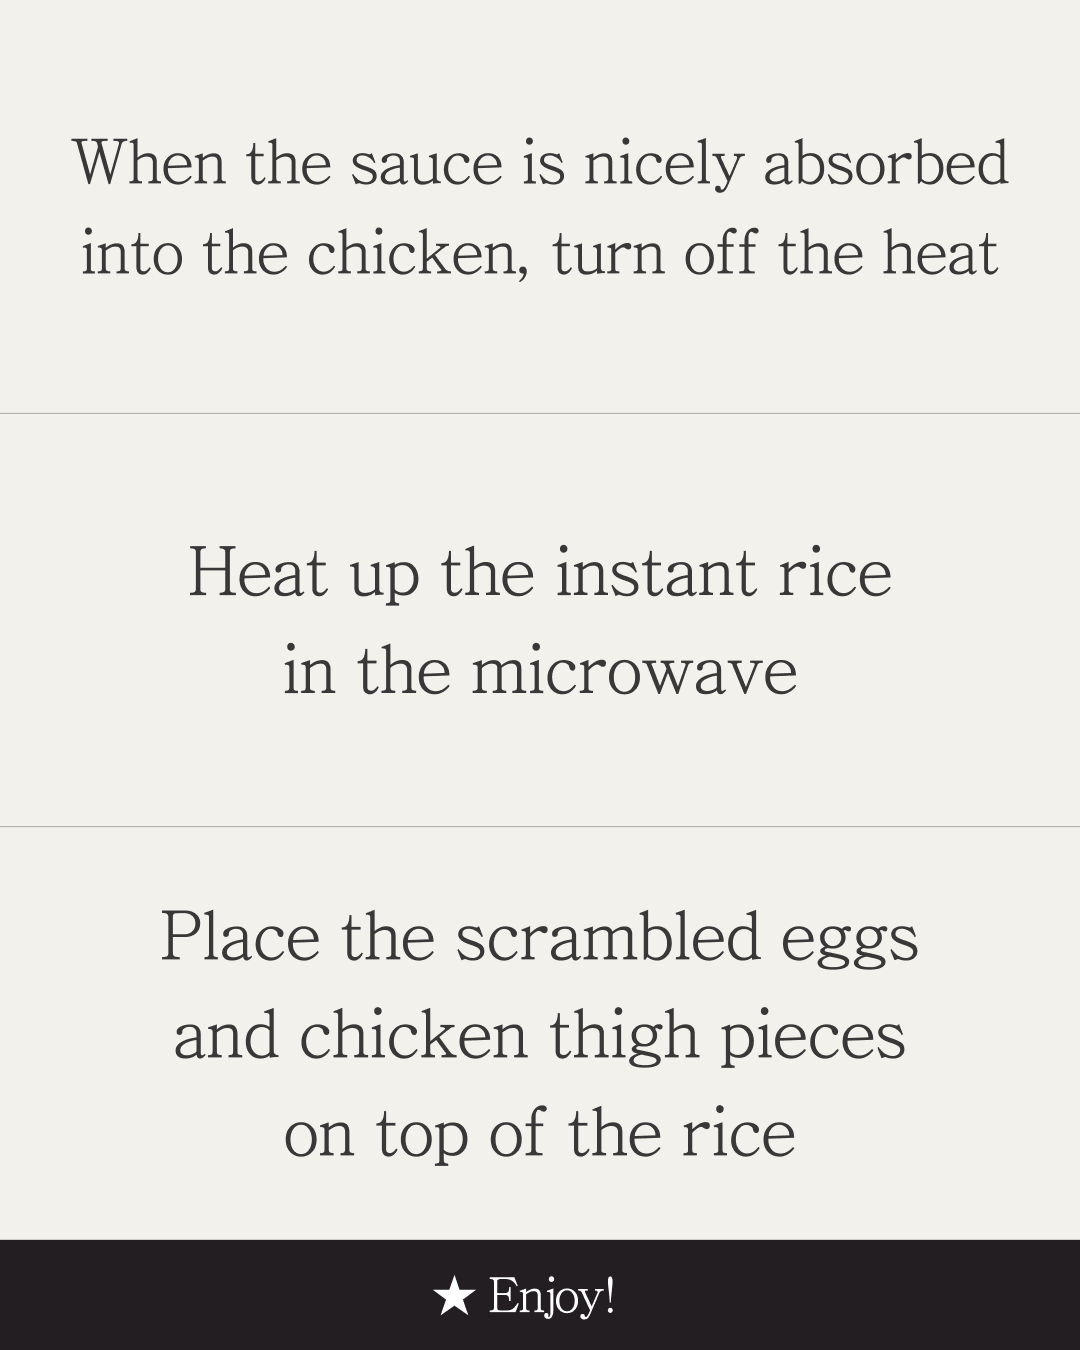 When the sauce is nicely absorbed
into the chicken, turn off the heat
Heat up the instant rice
in the microwave
Place the scrambled eggs
and chicken thigh pieces
on top of the rice
★ Enjoy!